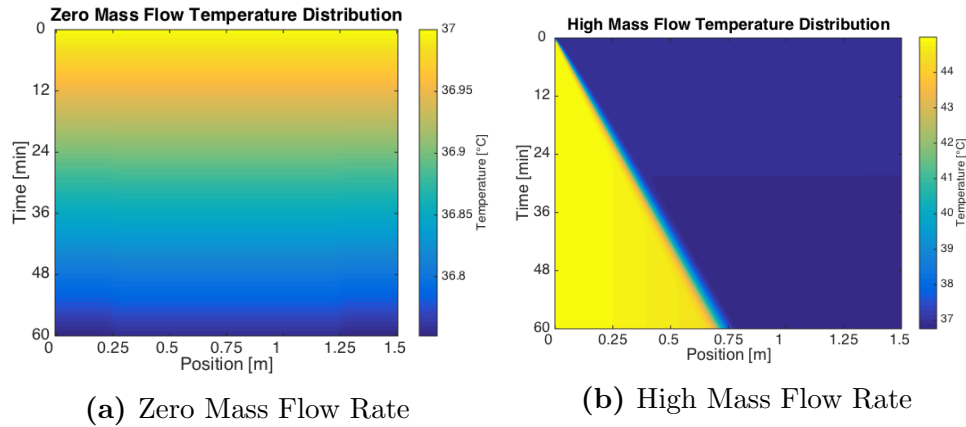 Zero Mass Flow Temperature Distribution
0
12
24
36
48
60
Time [min]
0 0.25 0.5 0.75 1 1.25 1.5
Position [m]
37
36.95
36.9
36.85
36.8
Temperature [°C]
(a) Zero Mass Flow Rate
High Mass Flow Temperature Distribution
0
12
24
36
48
60
Time [min]
0 0.25 0.5 0.75 1 1.25 1.5
Position [m]
44
43
42
41
40
39
38
37
Temperature [°C]
(b) High Mass Flow Rate